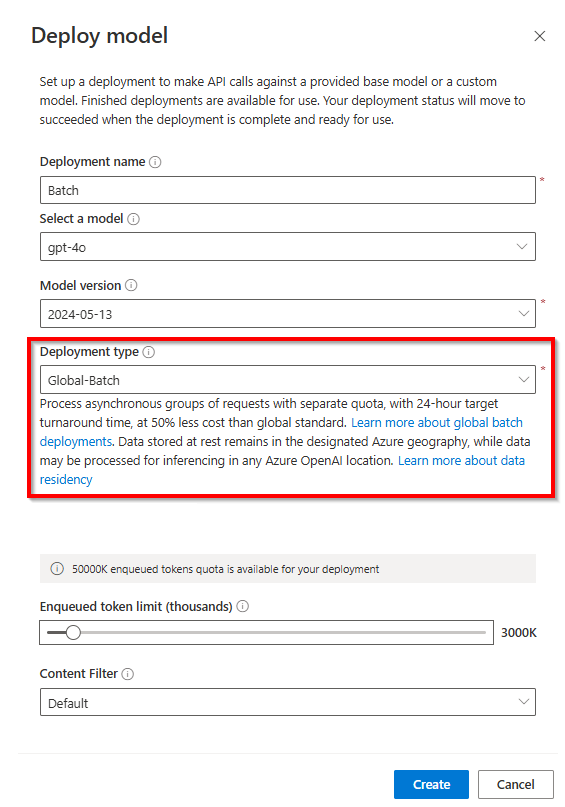 Deploy model
Set up a deployment to make API calls against a provided base model or a custom
model. Finished deployments are available for use. Your deployment status will move to
succeeded when the deployment is complete and ready for use.
Deployment name
*
Batch
Select a model
gpt-4o
Model version
*
2024-05-13
Deployment type
*
Global-Batch
Process asynchronous groups of requests with separate quota, with 24-hour target
turnaround time, at 50% less cost than global standard. Learn more about global batch
deployments. Data stored at rest remains in the designated Azure geography, while data
may be processed for inferencing in any Azure OpenAI location. Learn more about data
residency
50000K enqueued tokens quota is available for your deployment
Enqueued token limit (thousands)
3000K
Content Filter
Default
Create Cancel